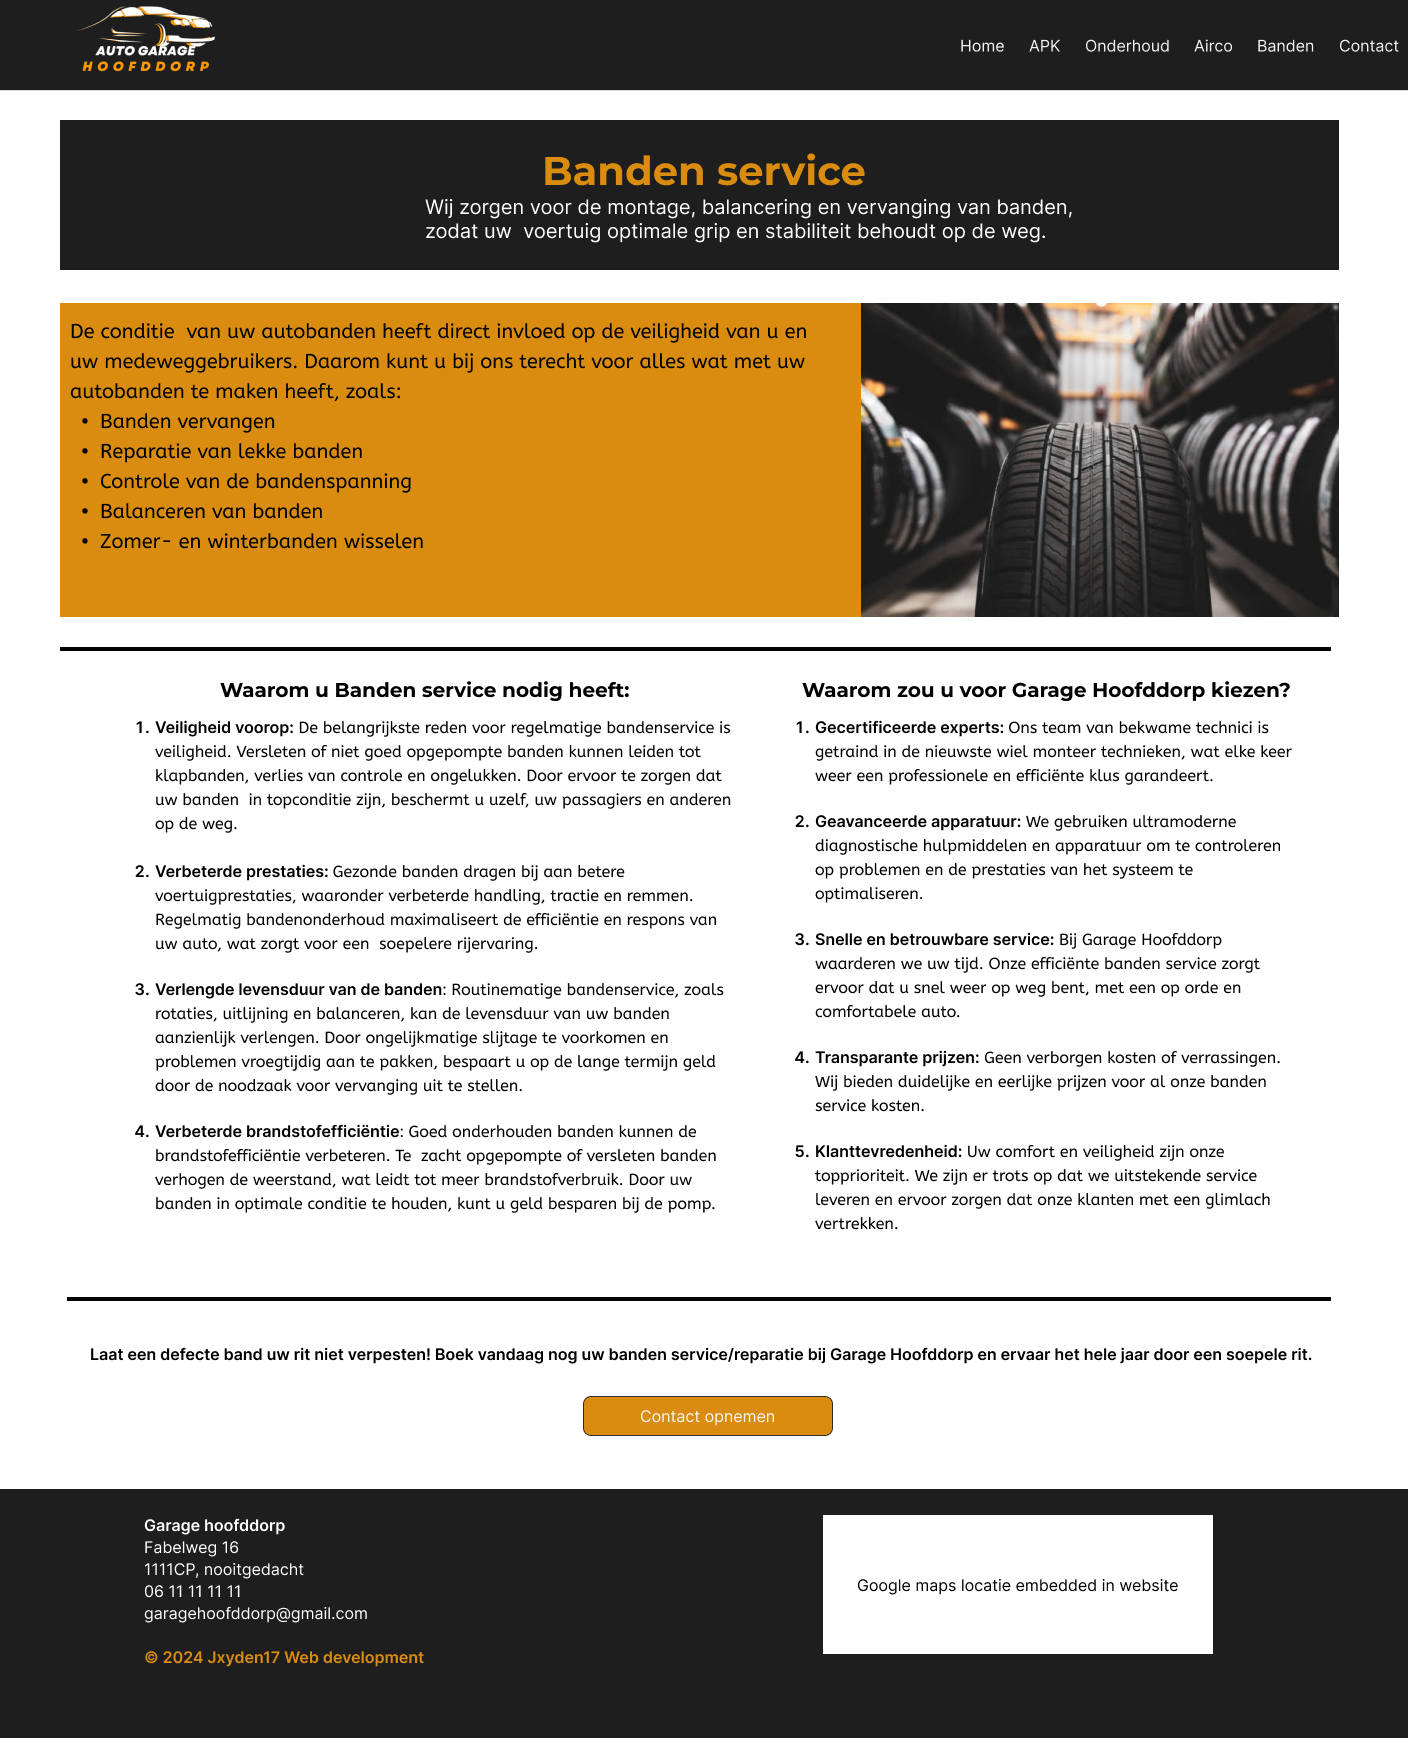 AUTO GARAGE
HOOFDDORP
Home APK Onderhoud Airco Banden Contact
Banden service
Wij zorgen voor de montage, balancering en vervanging van banden,
zodat uw voertuig optimale grip en stabiliteit behoudt op de weg.
De conditie van uw autobanden heeft direct invloed op de veiligheid van u en
uw medeweggebruikers. Daarom kunt u bij ons terecht voor alles wat met uw
autobanden te maken heeft, zoals:
• Banden vervangen
• Reparatie van lekke banden
• Controle van de bandenspanning
• Balanceren van banden
• Zomer- en winterbanden wisselen
Waarom u Banden service nodig heeft:
1. Veiligheid voorop: De belangrijkste reden voor regelmatige bandenservice is
veiligheid. Versleten of niet goed opgepompte banden kunnen leiden tot
klapbanden, verlies van controle en ongelukken. Door ervoor te zorgen dat
uw banden in topconditie zijn, beschermt u uzelf, uw passagiers en anderen
op de weg.
2. Verbeterde prestaties: Gezonde banden dragen bij aan betere
voertuigprestaties, waaronder verbeterde handling, tractie en remmen.
Regelmatig bandenonderhoud maximaliseert de efficiëntie en respons van
uw auto, wat zorgt voor een soepelere rijervaring.
3. Verlengde levensduur van de banden: Routinematige bandenservice, zoals
rotaties, uitlijning en balanceren, kan de levensduur van uw banden
aanzienlijk verlengen. Door ongelijkmatige slijtage te voorkomen en
problemen vroegtijdig aan te pakken, bespaart u op de lange termijn geld
door de noodzaak voor vervanging uit te stellen.
4. Verbeterde brandstofefficiëntie: Goed onderhouden banden kunnen de
brandstofefficiëntie verbeteren. Te zacht opgepompte of versleten banden
verhogen de weerstand, wat leidt tot meer brandstofverbruik. Door uw
banden in optimale conditie te houden, kunt u geld besparen bij de pomp.
Waarom zou u voor Garage Hoofddorp kiezen?
1. Gecertificeerde experts: Ons team van bekwame technici is
getraind in de nieuwste wiel monteer technieken, wat elke keer
weer een professionele en efficiënte klus garandeert.
2. Geavanceerde apparatuur: We gebruiken ultramoderne
diagnostische hulpmiddelen en apparatuur om te controleren
op problemen en de prestaties van het systeem te
optimaliseren.
3. Snelle en betrouwbare service: Bij Garage Hoofddorp
waarderen we uw tijd. Onze efficiënte banden service zorgt
ervoor dat u snel weer op weg bent, met een op orde en
comfortabele auto.
4. Transparante prijzen: Geen verborgen kosten of verrassingen.
Wij bieden duidelijke en eerlijke prijzen voor al onze banden
service kosten.
5. Klanttevredenheid: Uw comfort en veiligheid zijn onze
topprioriteit. We zijn er trots op dat we uitstekende service
leveren en ervoor zorgen dat onze klanten met een glimlach
vertrekken.
Laat een defecte band uw rit niet verpesten! Boek vandaag nog uw banden service/reparatie bij Garage Hoofddorp en ervaar het hele jaar door een soepele rit.
Contact opnemen
Garage hoofddorp
Fabelweg 16
1111CP, nooitgedacht
06 11 11 11 11
garagehoofddorp@gmail.com
© 2024 Jxyden17 Web development
Google maps locatie embedded in website